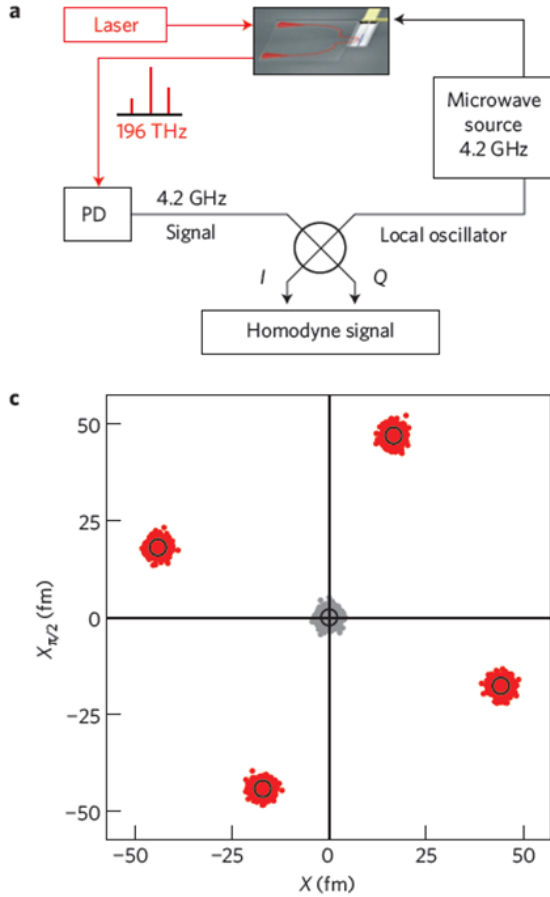 a
Laser
196 THz
Microwave
source
4.2 GHz
PD
4.2 GHz
Signal
Local oscillator
I
Q
Homodyne signal
c
50
25
0
−25
−50
X π/2 (fm)
−50
−25
0
25
50
X (fm)